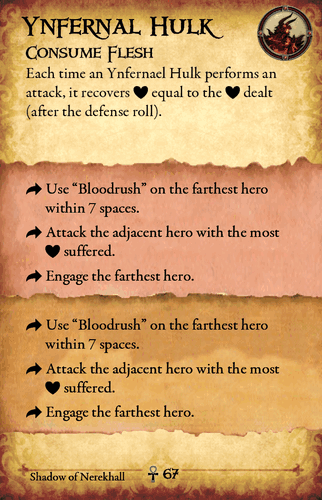 Ynfernal Hulk
Consume Flesh
Each time an Ynfernael Hulk performs an
attack, it recovers ♥ equal to the ♥ dealt
(after the defense roll).
Use “Bloodrush” on the farthest hero
within 7 spaces.
Attack the adjacent hero with the most
♥ suffered.
Engage the farthest hero.
Use “Bloodrush” on the farthest hero
within 7 spaces.
Attack the adjacent hero with the most
♥ suffered.
Engage the farthest hero.
Shadow of Nerekhall ☥ 67